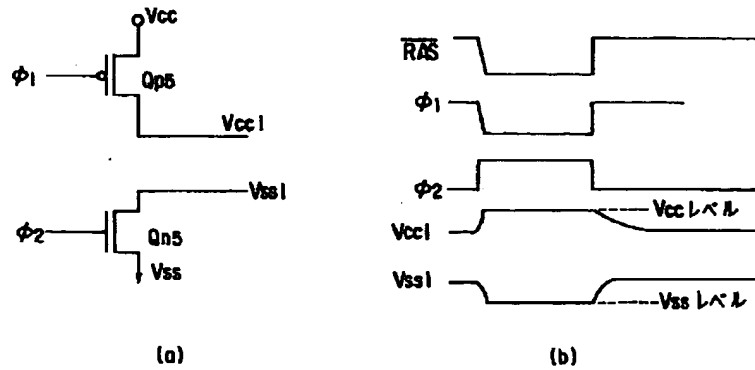 Vcc
φ1
Qp5
Vcc1
Vss1
φ2
Qn5
Vss
(a)
RAS
φ1
φ2
Vccレベル
Vcc1
Vss1
Vssレベル
(b)